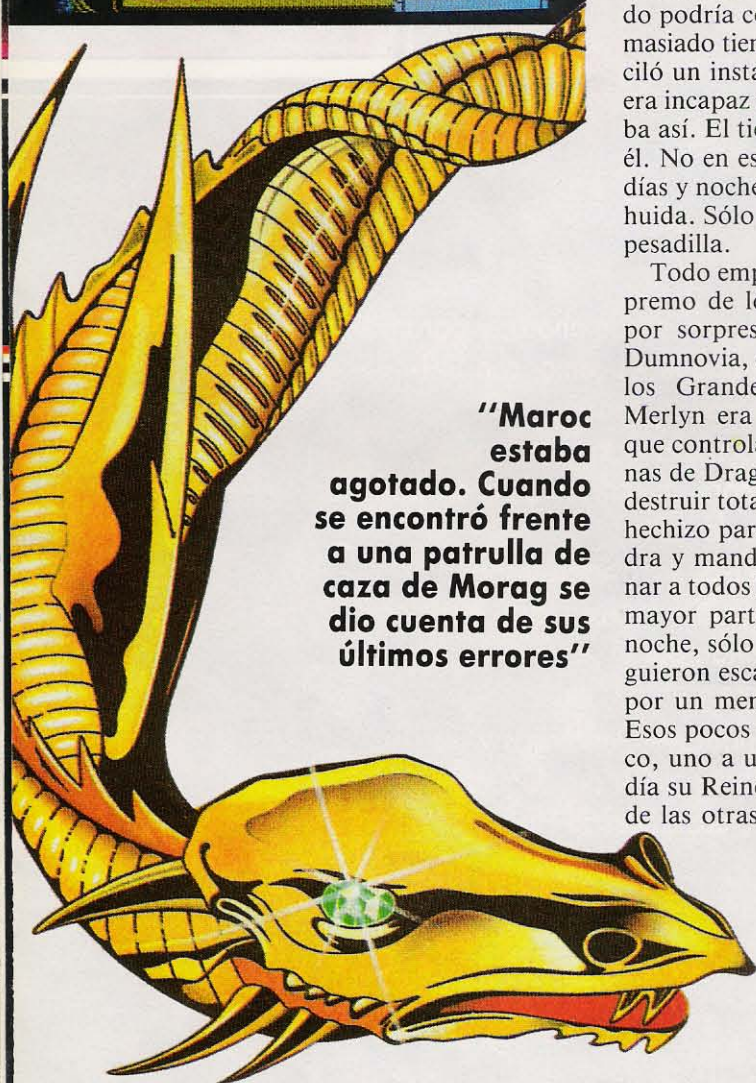 ''Maroc
estaba
agotado. Cuando
se encontró frente
a una patrulla de
caza de Morag se
dio cuenta de sus
últimos errores''
do podría co
masiado tien
ciló un insta
era incapaz
ba así. El tie
él. No en es
días y noche
huida. Sólo
pesadilla.
Todo emp
premo de lo
por sorpres
Dumnovia,
los Grande
Merlyn era
que controla
nas de Drag
destruir tota
hechizo par
dra y mand
nar a todos
mayor part
noche, sólo
guieron esca
por un men
Esos pocos
co, uno a u
día su Reino
de las otras